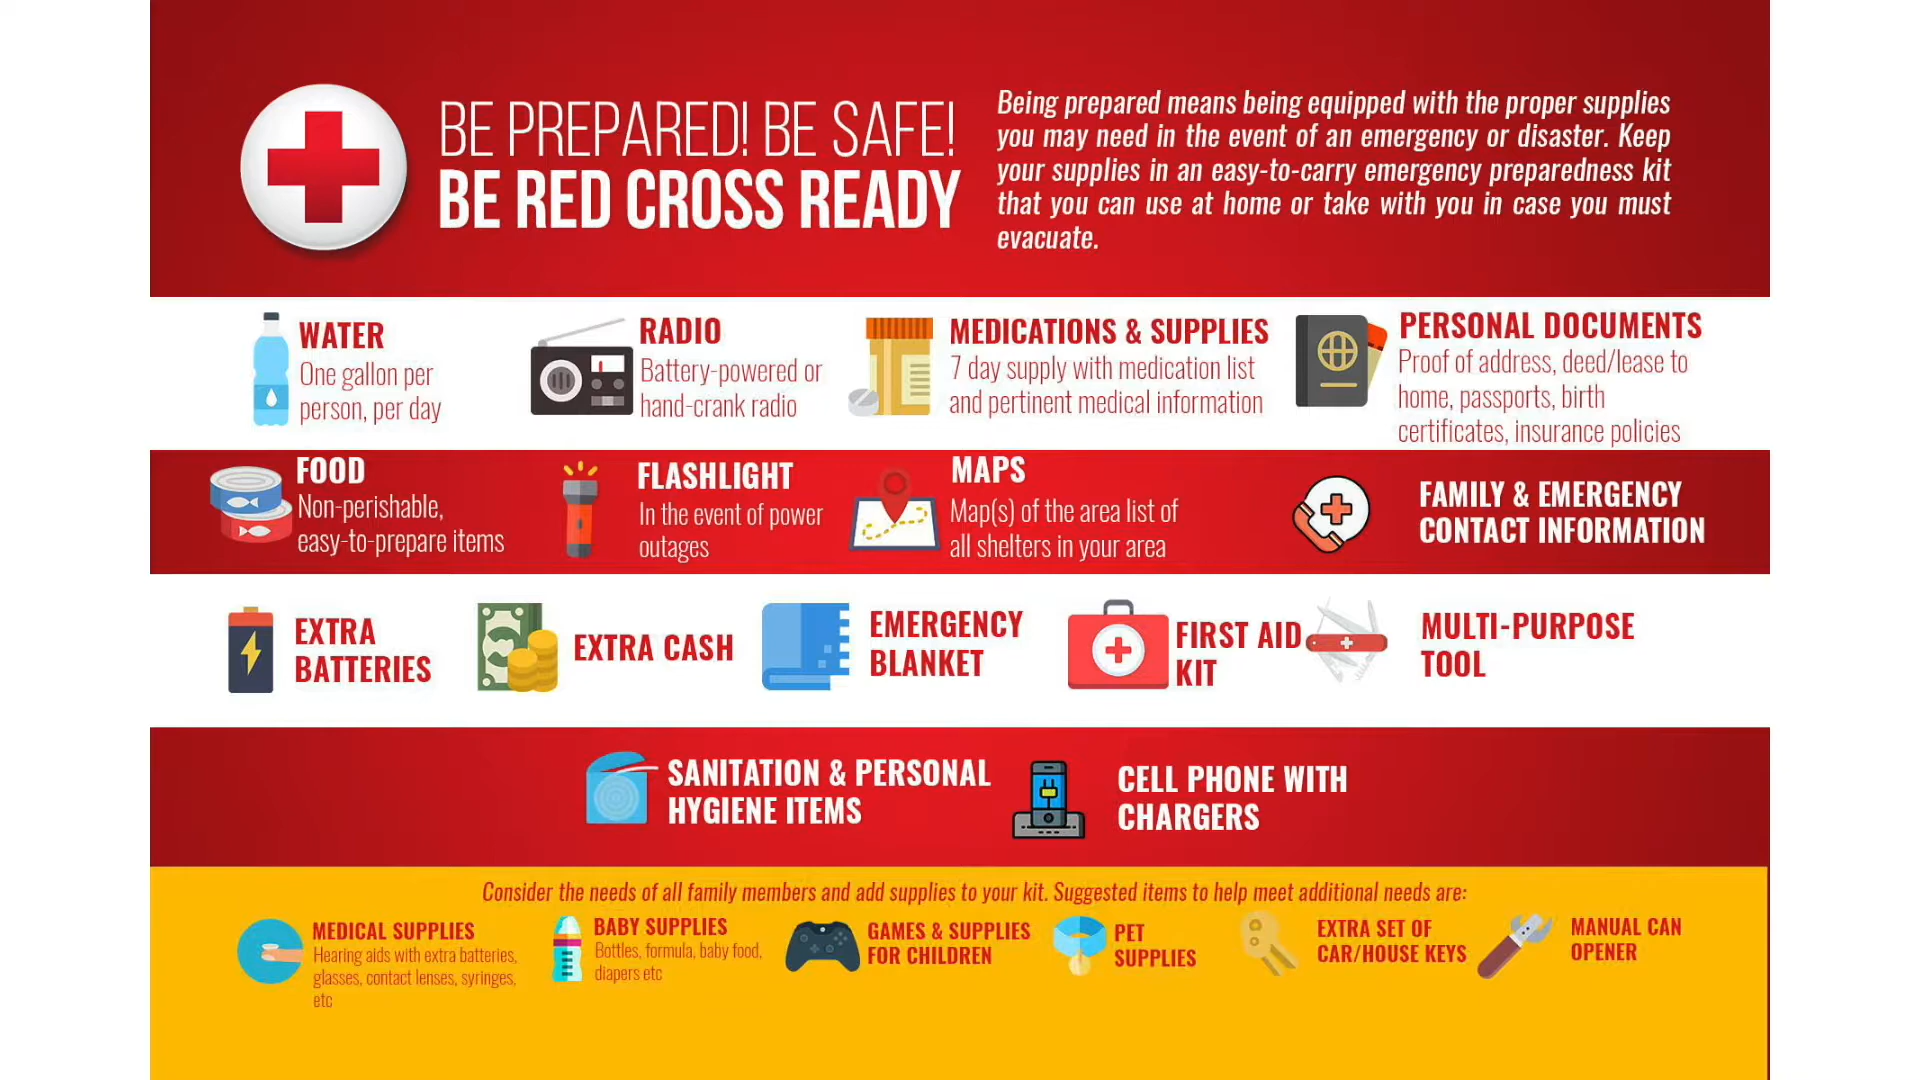 BE PREPARED! BE SAFE!
BE RED CROSS READY
Being prepared means being equipped with the proper supplies
you may need in the event of an emergency or disaster. Keep
your supplies in an easy-to-carry emergency preparedness kit
that you can use at home or take with you in case you must
evacuate.
WATER
One gallon per
person, per day
RADIO
Battery-powered or
hand-crank radio
MEDICATIONS & SUPPLIES
7 day supply with medication list
and pertinent medical information
PERSONAL DOCUMENTS
Proof of address, deed/lease to
home, passports, birth
certificates, insurance policies
FOOD
Non-perishable,
easy-to-prepare items
FLASHLIGHT
In the event of power
outages
MAPS
Map(s) of the area list of
all shelters in your area
FAMILY & EMERGENCY
CONTACT INFORMATION
EXTRA
BATTERIES
EXTRA CASH
EMERGENCY
BLANKET
FIRST AID
KIT
MULTI-PURPOSE
TOOL
SANITATION & PERSONAL
HYGIENE ITEMS
CELL PHONE WITH
CHARGERS
Consider the needs of all family members and add supplies to your kit. Suggested items to help meet additional needs are:
MEDICAL SUPPLIES
Hearing aids with extra batteries,
glasses, contact lenses, syringes,
etc
BABY SUPPLIES
Bottles, formula, baby food,
diapers etc
GAMES & SUPPLIES
FOR CHILDREN
PET
SUPPLIES
EXTRA SET OF
CAR/HOUSE KEYS
MANUAL CAN
OPENER